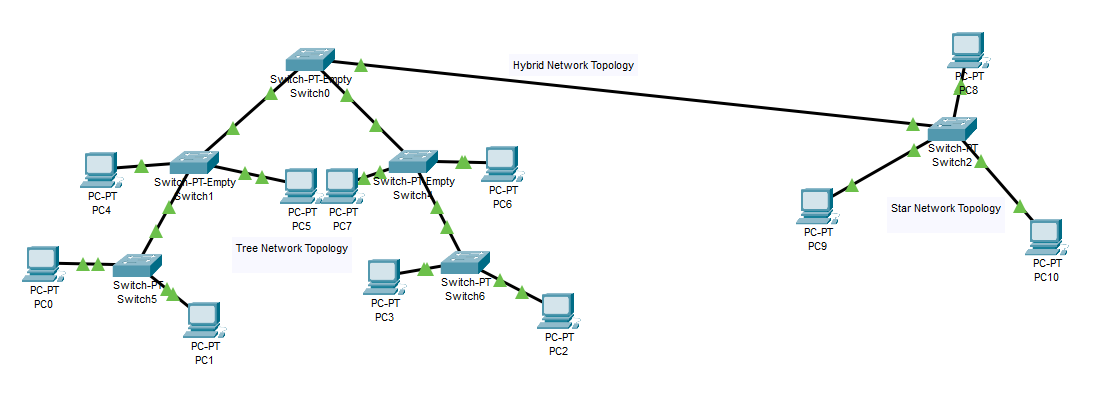 Hybrid Network Topology
PC-PT
PC8
Switch-PT-Empty
Switch0
Switch-PT
Switch2
Switch-PT-Empty
Switch1
PC-PT
PC4
PC-PT
PC5
PC-PT
PC7
Switch-PT-Empty
PC-PT
PC6
PC-PT
PC9
Star Network Topology
PC-PT
PC10
Tree Network Topology
PC-PT
PC0
Switch-PT
Switch5
PC-PT
PC1
PC-PT
PC3
Switch-PT
Switch6
PC-PT
PC2